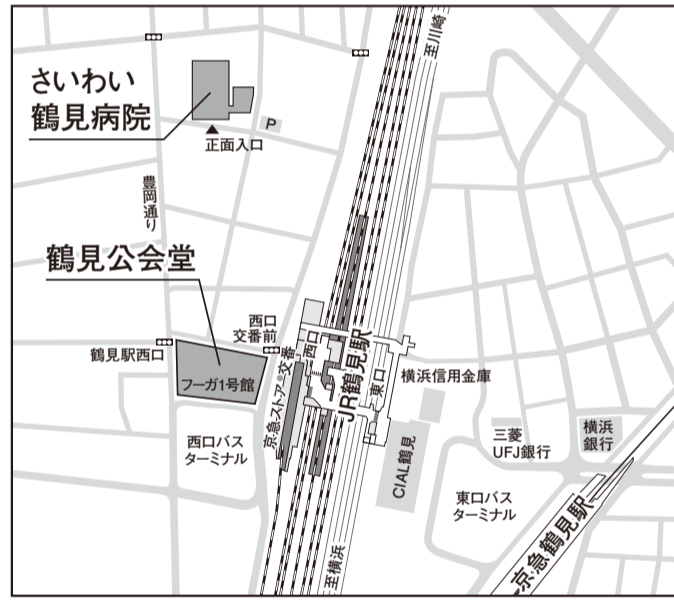 至川崎
さいわい
鶴見病院
P
正面入口
豊岡通り
鶴見公会堂
西口
交番前
鶴見駅西口
フーガ1号館
京急ストアー
交番
西口
JR鶴見駅
東口
横浜信用金庫
西口バス
ターミナル
CIAL鶴見
三菱
UFJ銀行
横浜
銀行
東口バス
ターミナル
京急鶴見駅
至横浜